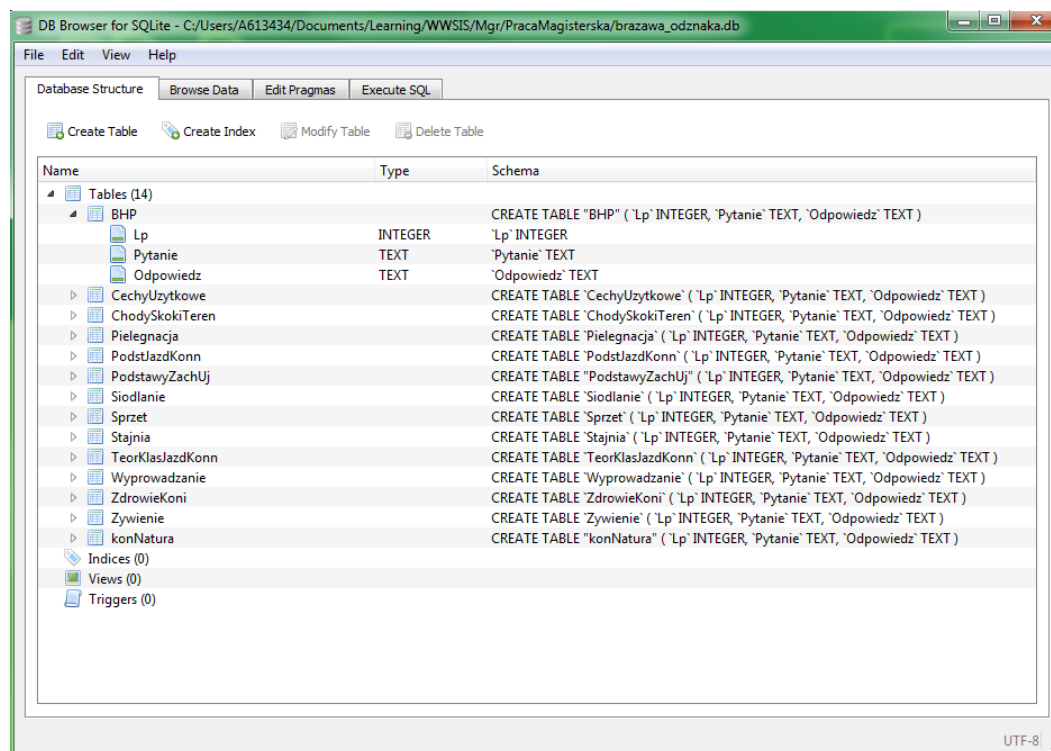 DB Browser for SQLite - C:/Users/A613434/Documents/Learning/WWSIS/Mgr/PracaMagisterska/brazawa_odznaka.db
File Edit View Help
Database Structure Browse Data Edit Pragmas Execute SQL
Create Table Create Index Modify Table Delete Table
Name Type Schema
Tables (14)
BHP CREATE TABLE "BHP" ( `Lp` INTEGER, `Pytanie` TEXT, `Odpowiedz` TEXT )
Lp INTEGER `Lp` INTEGER
Pytanie TEXT `Pytanie` TEXT
Odpowiedz TEXT `Odpowiedz` TEXT
CechyUzytkowe CREATE TABLE `CechyUzytkowe` ( `Lp` INTEGER, `Pytanie` TEXT, `Odpowiedz` TEXT )
ChodySkokiTeren CREATE TABLE `ChodySkokiTeren` ( `Lp` INTEGER, `Pytanie` TEXT, `Odpowiedz` TEXT )
Pielegnacja CREATE TABLE `Pielegnacja` ( `Lp` INTEGER, `Pytanie` TEXT, `Odpowiedz` TEXT )
PodstJazdKonn CREATE TABLE `PodstJazdKonn` ( `Lp` INTEGER, `Pytanie` TEXT, `Odpowiedz` TEXT )
PodstawyZachUj CREATE TABLE "PodstawyZachUj" ( `Lp` INTEGER, `Pytanie` TEXT, `Odpowiedz` TEXT )
Siodlanie CREATE TABLE `Siodlanie` ( `Lp` INTEGER, `Pytanie` TEXT, `Odpowiedz` TEXT )
Sprzet CREATE TABLE `Sprzet` ( `Lp` INTEGER, `Pytanie` TEXT, `Odpowiedz` TEXT )
Stajnia CREATE TABLE `Stajnia` ( `Lp` INTEGER, `Pytanie` TEXT, `Odpowiedz` TEXT )
TeorKlasJazdKonn CREATE TABLE `TeorKlasJazdKonn` ( `Lp` INTEGER, `Pytanie` TEXT, `Odpowiedz` TEXT )
Wyprowadzanie CREATE TABLE `Wyprowadzanie` ( `Lp` INTEGER, `Pytanie` TEXT, `Odpowiedz` TEXT )
ZdrowieKoni CREATE TABLE `ZdrowieKoni` ( `Lp` INTEGER, `Pytanie` TEXT, `Odpowiedz` TEXT )
Zywienie CREATE TABLE `Zywienie` ( `Lp` INTEGER, `Pytanie` TEXT, `Odpowiedz` TEXT )
konNatura CREATE TABLE "konNatura" ( `Lp` INTEGER, `Pytanie` TEXT, `Odpowiedz` TEXT )
Indices (0)
Views (0)
Triggers (0)
UTF-8